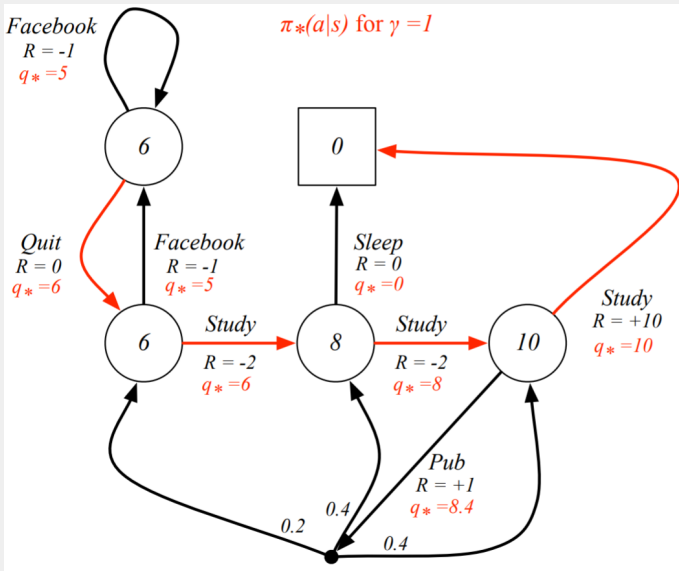 π*(a|s) for γ =1
Facebook
R = -1
q* =5
6
0
Quit
R = 0
q* =6
Facebook
R = -1
q* =5
Sleep
R = 0
q* =0
Study
R = +10
q* =10
6
Study
R = -2
q* =6
8
Study
R = -2
q* =8
10
Pub
R = +1
q* =8.4
0.2
0.4
0.4